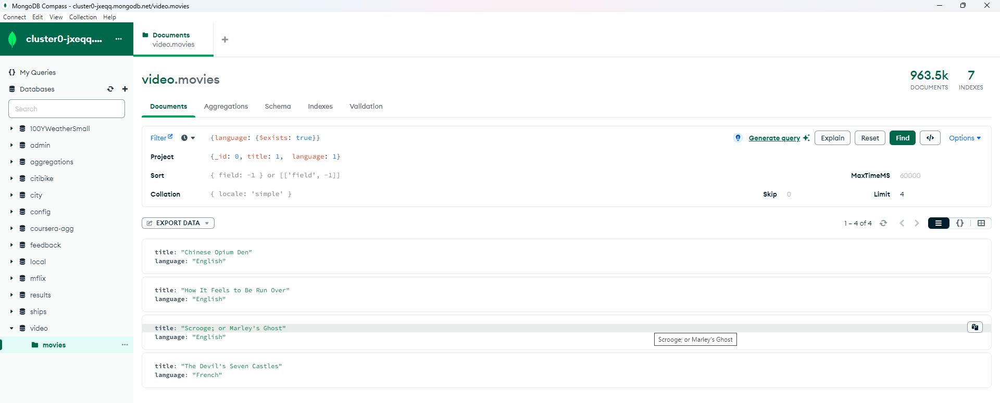 MongoDB Compass - cluster0-jxeqq.mongodb.net/video.movies
Connect Edit View Collection Help
cluster0-jxeqq.... ...
Documents
video.movies
+
{} My Queries
Databases
Search
100YWeatherSmall
admin
aggregations
citibike
city
config
coursera-agg
feedback
local
mflix
results
ships
video
movies ...
video.movies
963.5k 7
DOCUMENTS INDEXES
Documents Aggregations Schema Indexes Validation
Filter {language: {$exists: true}} Generate query Explain Reset Find </> Options
Project {_id: 0, title: 1,  language: 1}
Sort { field: -1 } or [['field', -1]] MaxTimeMS 60000
Collation { locale: 'simple' } Skip 0 Limit 4
EXPORT DATA 1 – 4 of 4 {}
title: "Chinese Opium Den"
language: "English"
title: "How It Feels to Be Run Over"
language: "English"
title: "Scrooge; or Marley's Ghost"
language: "English"
Scrooge; or Marley's Ghost
title: "The Devil's Seven Castles"
language: "French"